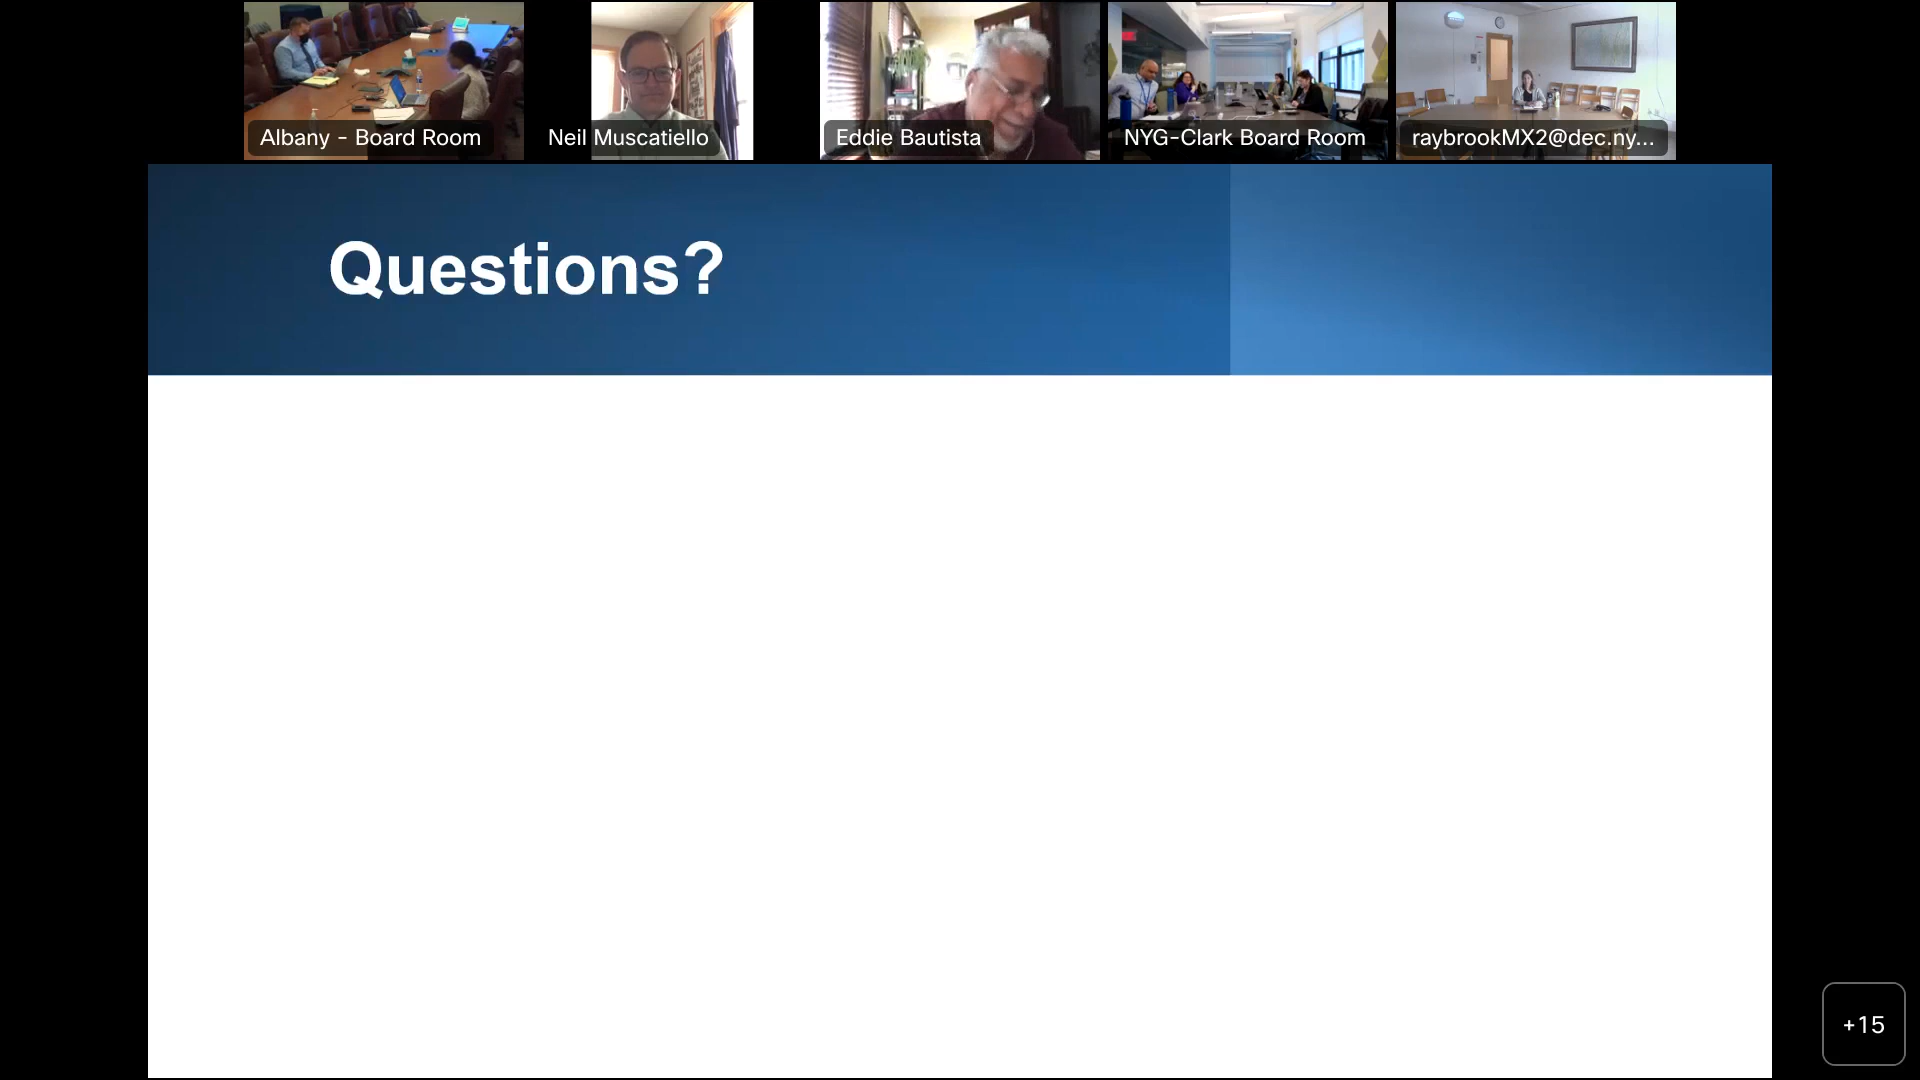 Albany - Board Room
Neil Muscatiello
Eddie Bautista
NYG-Clark Board Room
raybrookMX2@dec.ny...
Questions?
+15